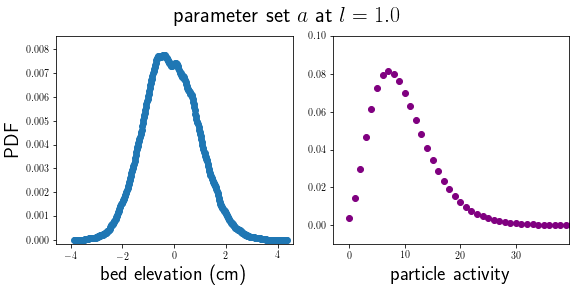 parameter set a at l = 1.0
PDF
0.008
0.007
0.006
0.005
0.004
0.003
0.002
0.001
0.000
−4 −2 0 2 4
bed elevation (cm)
0.10
0.08
0.06
0.04
0.02
0.00
0 10 20 30
particle activity